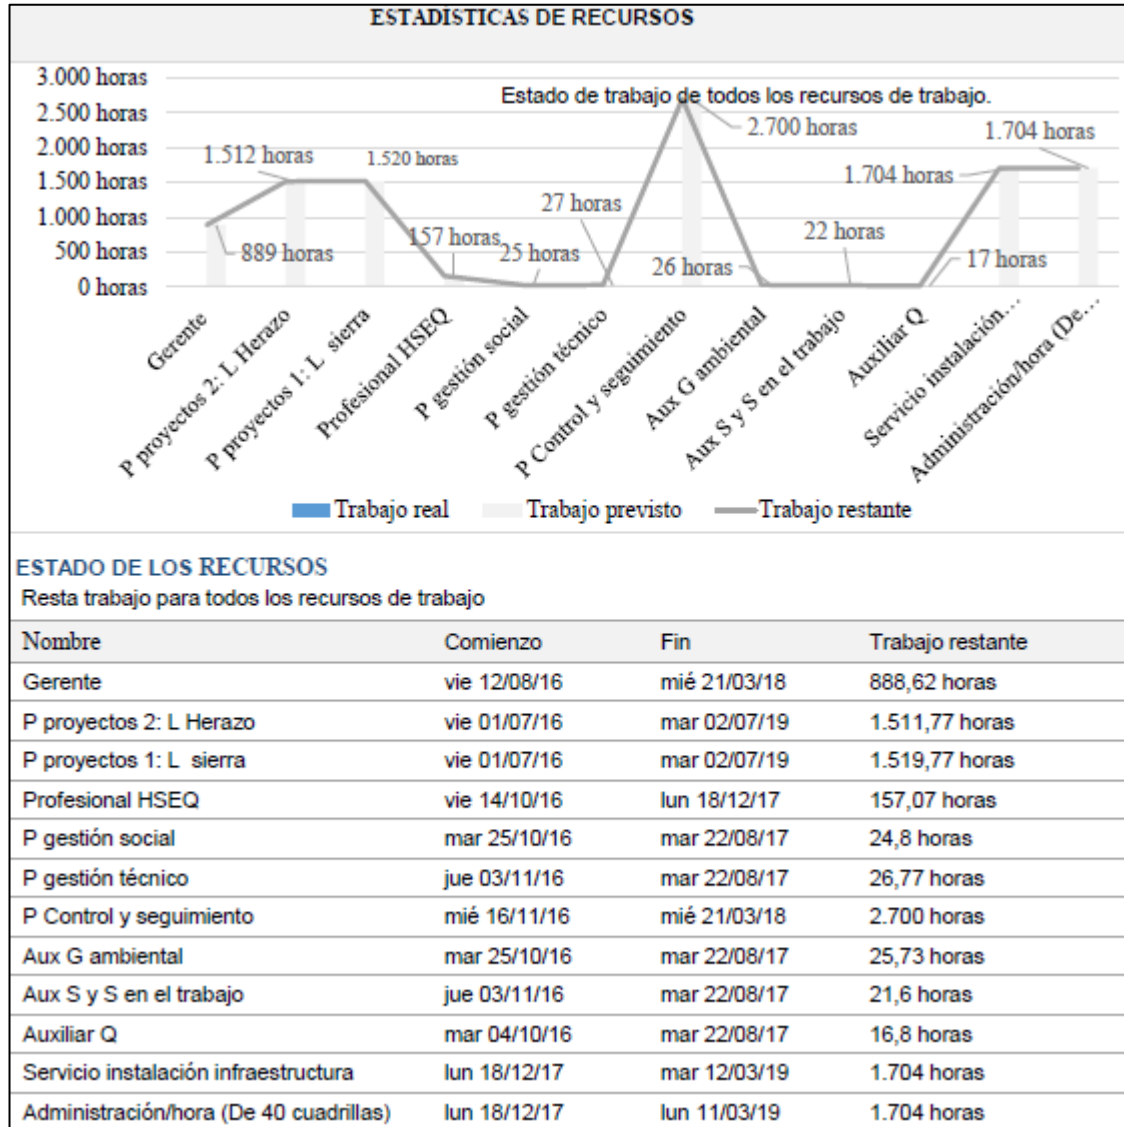 ESTADÍSTICAS DE RECURSOS
3.000 horas
Estado de trabajo de todos los recursos de trabajo.
2.500 horas
2.700 horas
1.704 horas
2.000 horas
1.512 horas
1.520 horas
1.500 horas
1.704 horas
27 horas
1.000 horas
157 horas
22 horas
500 horas
889 horas
25 horas
26 horas
17 horas
0 horas
Gerente
P proyectos 2: L Herazo
P proyectos 1: L sierra
Profesional HSEQ
P gestión social
P gestión técnico
P Control y seguimiento
Aux G ambiental
Aux S y S en el trabajo
Auxiliar Q
Servicio instalación…
Administración/hora (De…
Trabajo real Trabajo previsto Trabajo restante
ESTADO DE LOS RECURSOS
Resta trabajo para todos los recursos de trabajo
Nombre Comienzo Fin Trabajo restante
Gerente vie 12/08/16 mié 21/03/18 888,62 horas
P proyectos 2: L Herazo vie 01/07/16 mar 02/07/19 1.511,77 horas
P proyectos 1: L sierra vie 01/07/16 mar 02/07/19 1.519,77 horas
Profesional HSEQ vie 14/10/16 lun 18/12/17 157,07 horas
P gestión social mar 25/10/16 mar 22/08/17 24,8 horas
P gestión técnico jue 03/11/16 mar 22/08/17 26,77 horas
P Control y seguimiento mié 16/11/16 mié 21/03/18 2.700 horas
Aux G ambiental mar 25/10/16 mar 22/08/17 25,73 horas
Aux S y S en el trabajo jue 03/11/16 mar 22/08/17 21,6 horas
Auxiliar Q mar 04/10/16 mar 22/08/17 16,8 horas
Servicio instalación infraestructura lun 18/12/17 mar 12/03/19 1.704 horas
Administración/hora (De 40 cuadrillas) lun 18/12/17 lun 11/03/19 1.704 horas